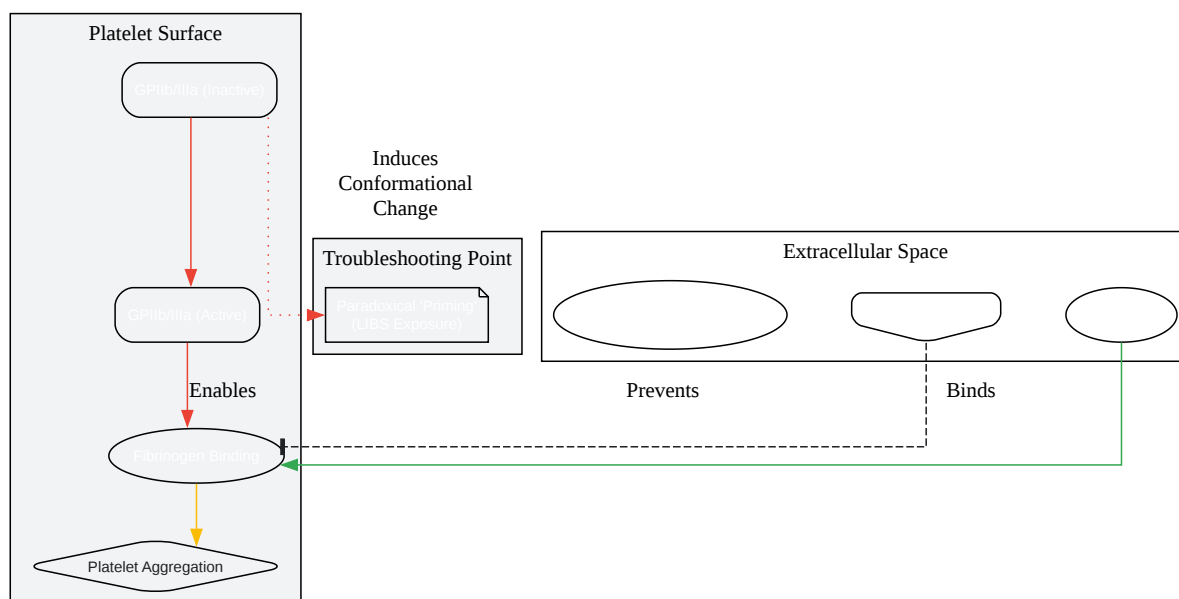 Platelet Surface
GPIIb/IIIa (Inactive)
Induces
Conformational
Change
Troubleshooting Point
Paradoxical 'Priming'
(LIBS Exposure)
Extracellular Space
GPIIb/IIIa (Active)
Enables
Prevents
Binds
Fibrinogen Binding
Platelet Aggregation